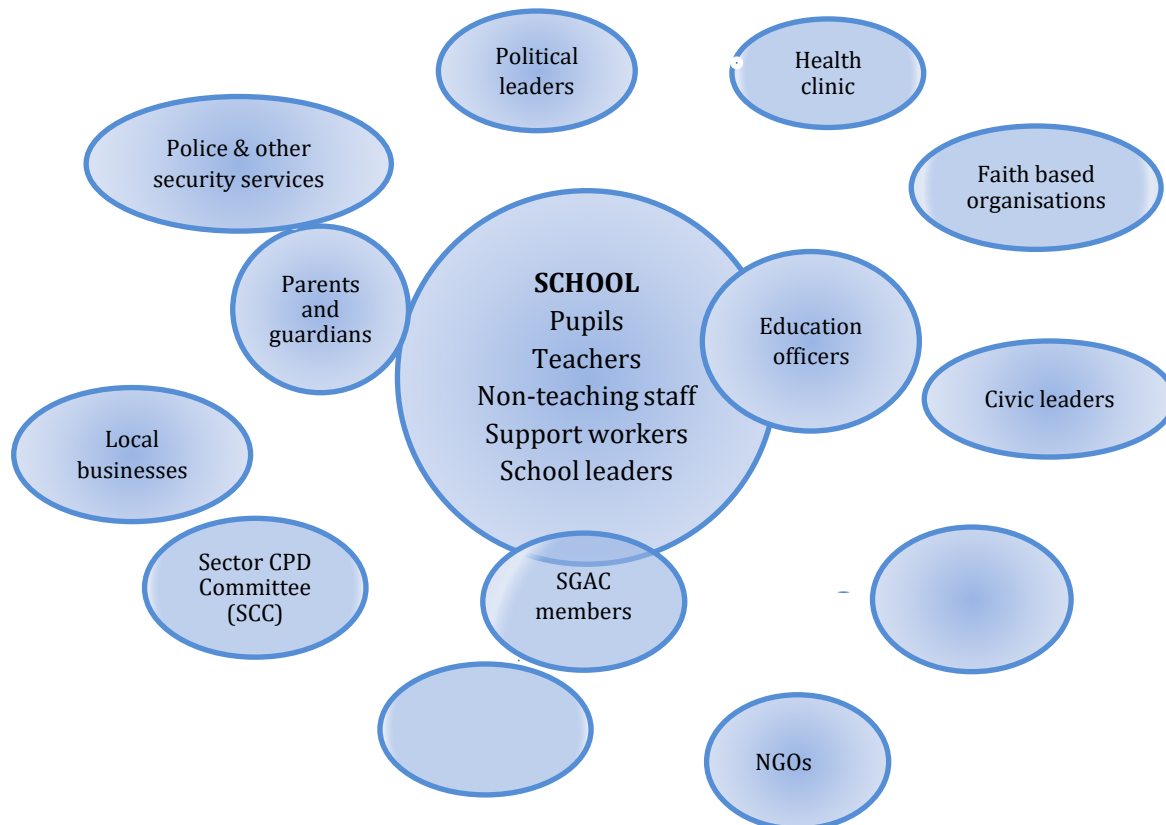 Political
leaders
Health
clinic
Police & other
security services
Faith based
organisations
Parents
and
guardians
SCHOOL
Pupils
Teachers
Non-teaching staff
Support workers
School leaders
Education
officers
Civic leaders
Local
businesses
Sector CPD
Committee
(SCC)
SGAC
members
NGOs